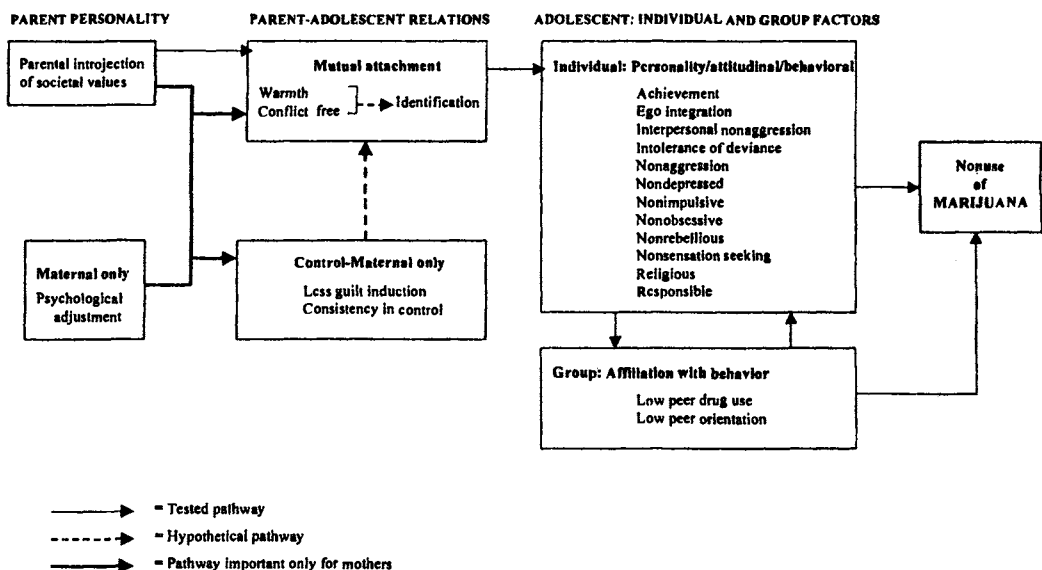 PARENT PERSONALITY
PARENT-ADOLESCENT RELATIONS
ADOLESCENT: INDIVIDUAL AND GROUP FACTORS
Parental introjection
of societal values
Mutual attachment
Warmth
Conflict free
Identification
Individual: Personality/attitudinal/behavioral
Achievement
Ego integration
Interpersonal nonaggression
Intolerance of deviance
Nonaggression
Nondepressed
Nonimpulsive
Nonobsessive
Nonrebellious
Nonsensation seeking
Religious
Responsible
Nonuse
of
MARIJUANA
Maternal only
Psychological
adjustment
Control-Maternal only
Less guilt induction
Consistency in control
Group: Affiliation with behavior
Low peer drug use
Low peer orientation
= Tested pathway
= Hypothetical pathway
= Pathway important only for mothers